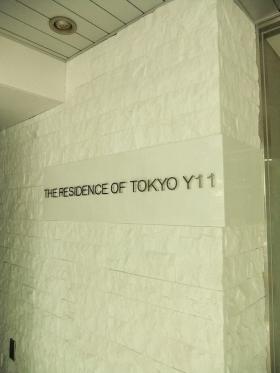 THE RESIDENCE OF TOKYO Y11